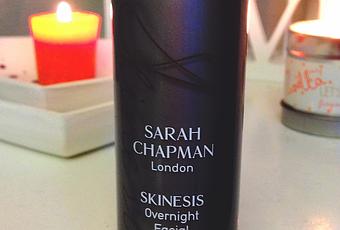 SARAH
CHAPMAN
London
SKINESIS
Overnight
Facial